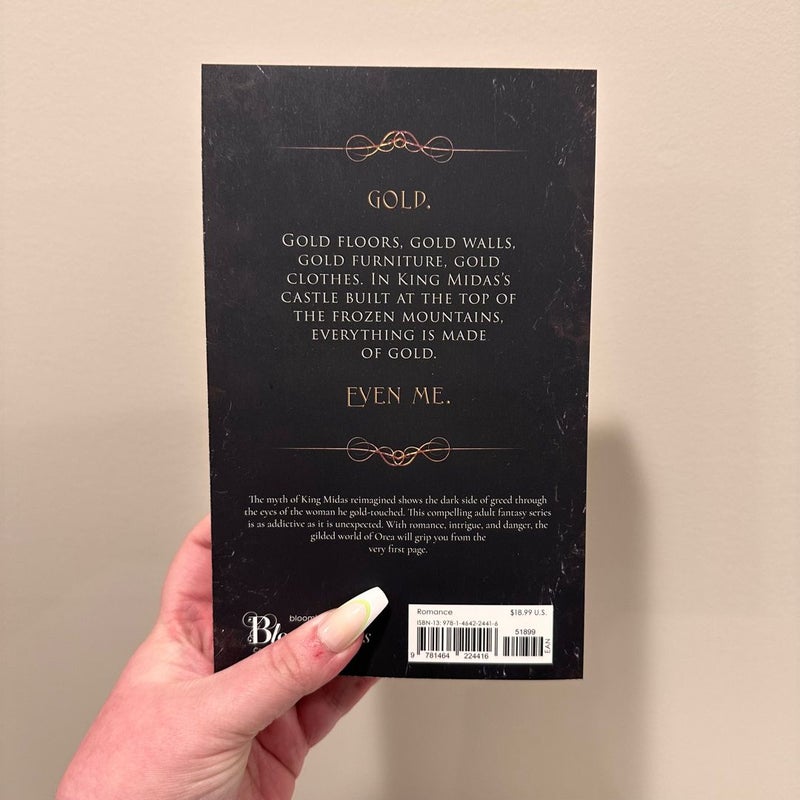 GOLD.
GOLD FLOORS, GOLD WALLS,
GOLD FURNITURE, GOLD
CLOTHES. IN KING MIDAS'S
CASTLE BUILT AT THE TOP OF
THE FROZEN MOUNTAINS,
EVERYTHING IS MADE
OF GOLD.
EVEN ME.
The myth of King Midas reimagined shows the dark side of greed through
the eyes of the woman he gold-touched. This compelling adult fantasy series
is as addictive as it is unexpected. With romance, intrigue, and danger, the
gilded world of Orea will grip you from the
very first page.
Romance $18.99 U.S.
ISBN-13: 978-1-4642-2441-6
51899
EAN
9 781464 224416